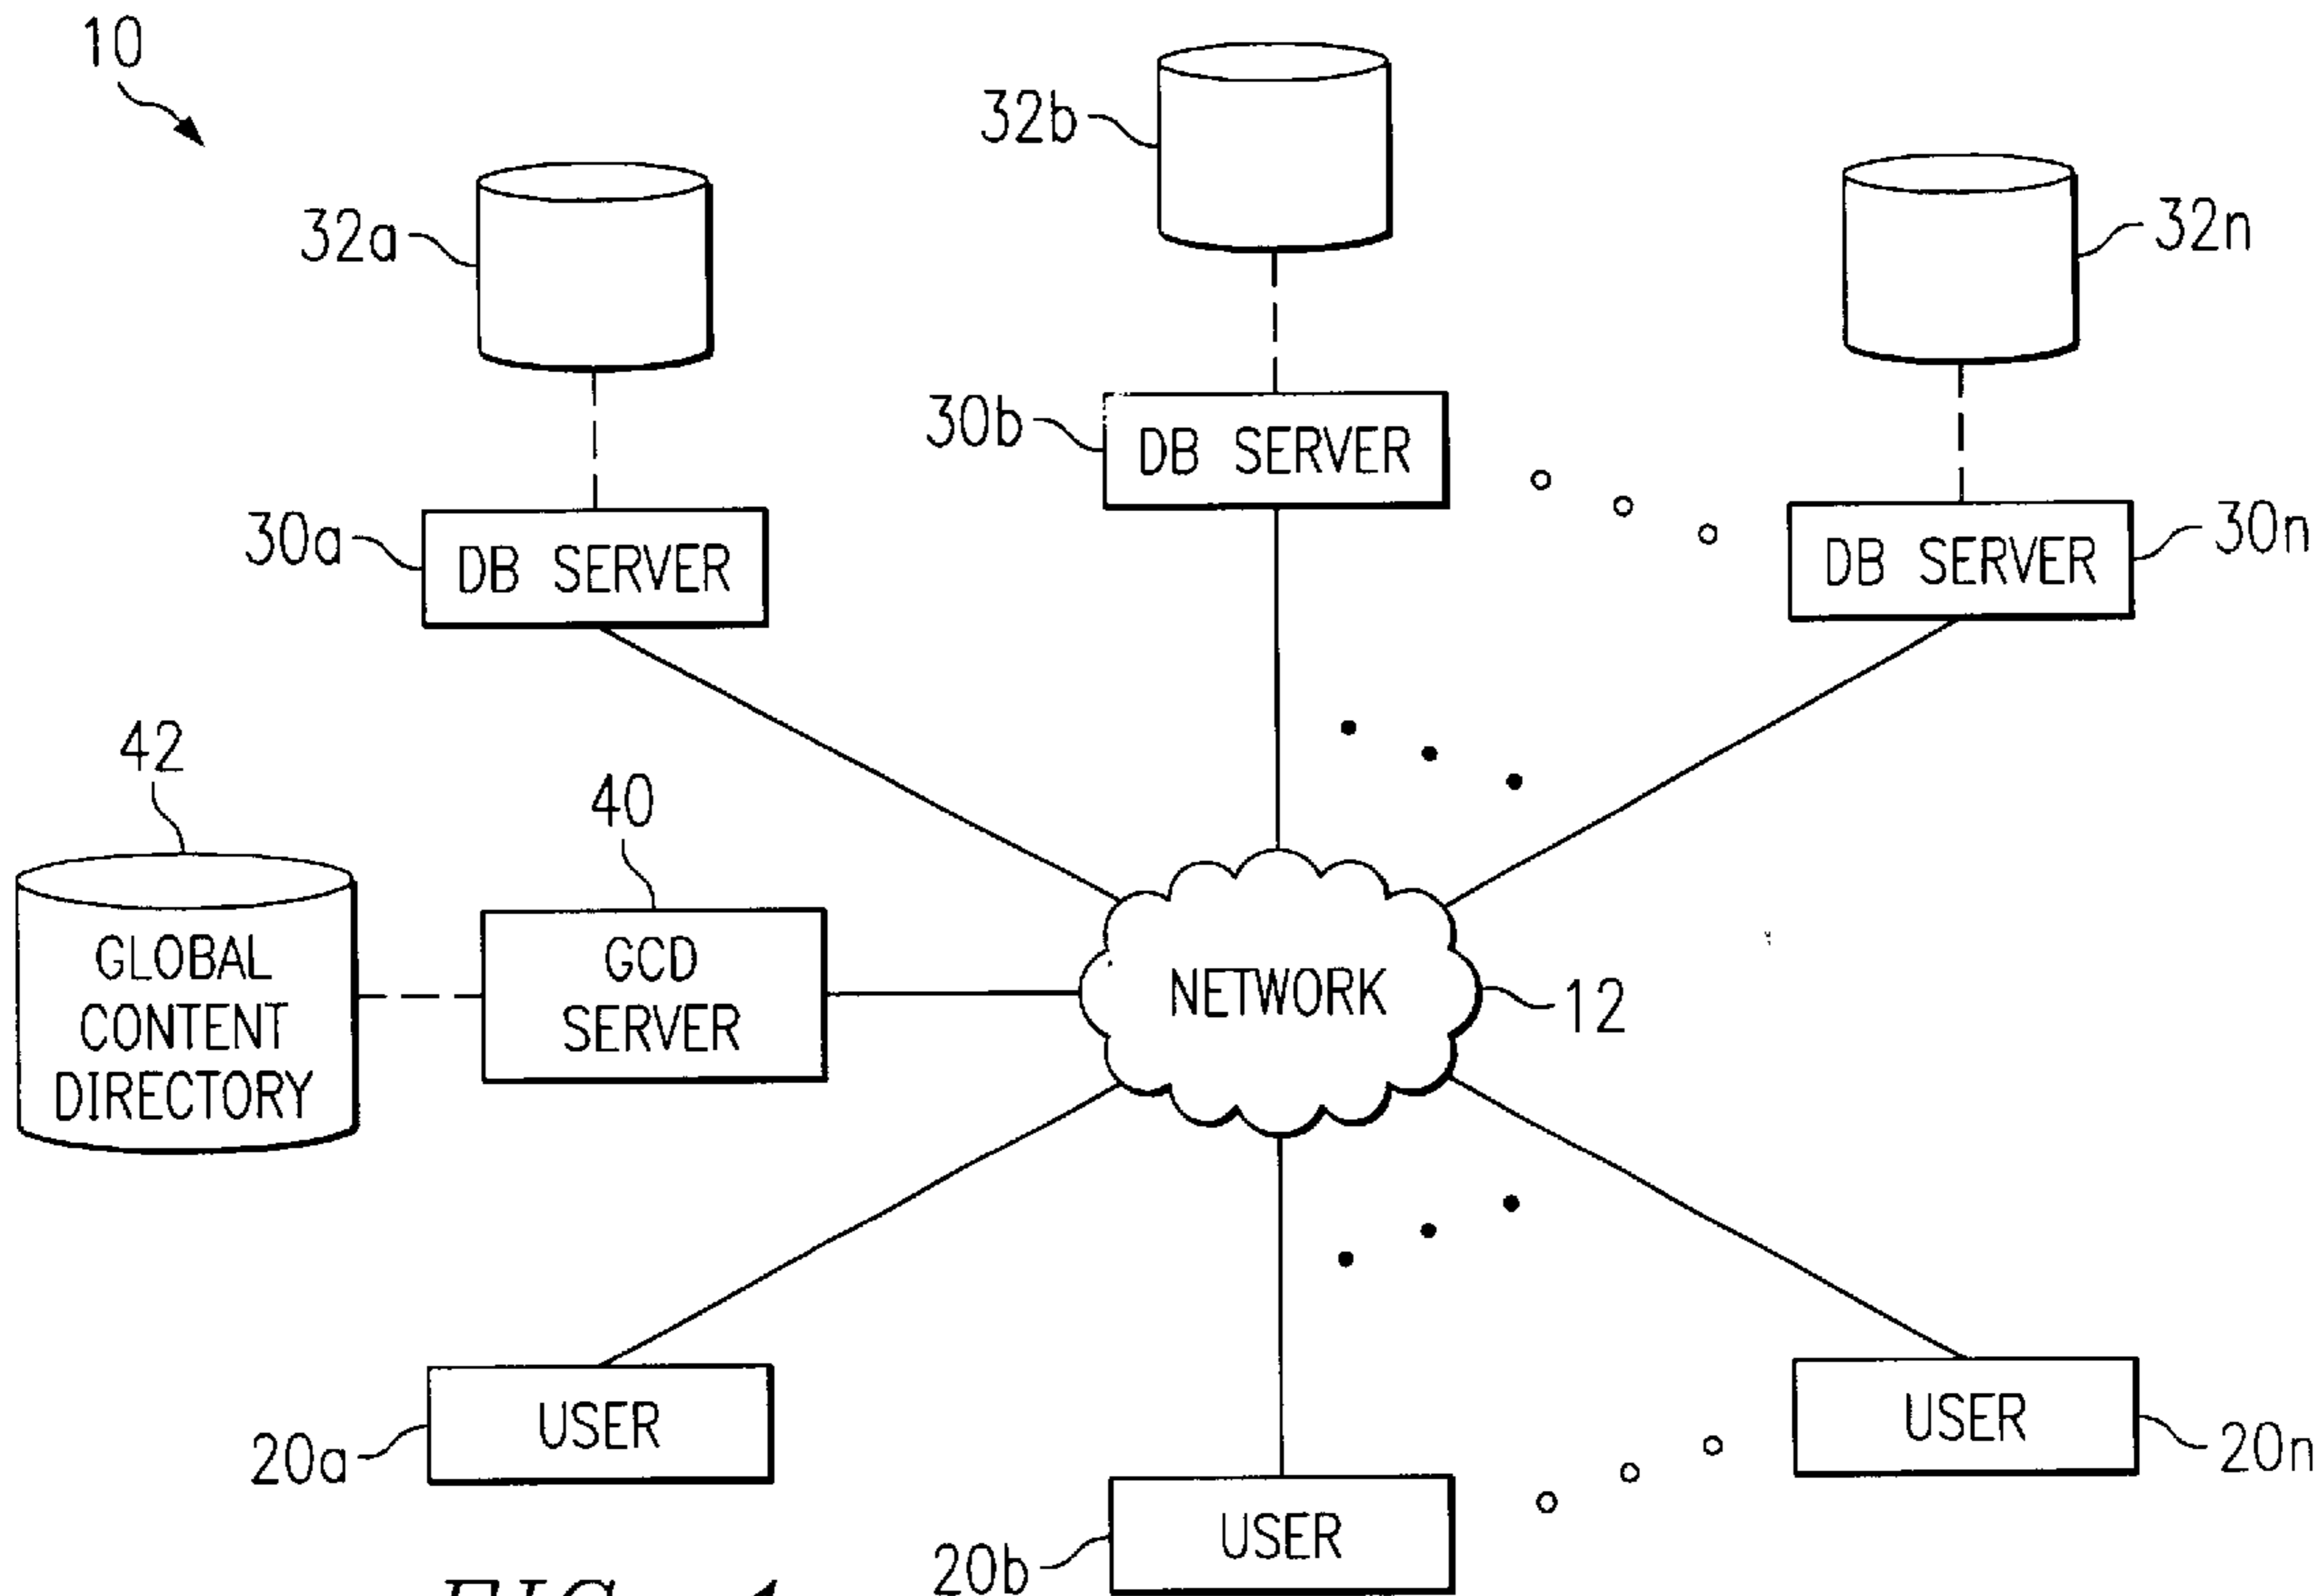 10
32b
32a
32n
30b
DB SERVER
30a
DB SERVER
30n
DB SERVER
42
40
GLOBAL
CONTENT
DIRECTORY
GCD
SERVER
NETWORK
12
USER
20a
USER
20n
USER
20b